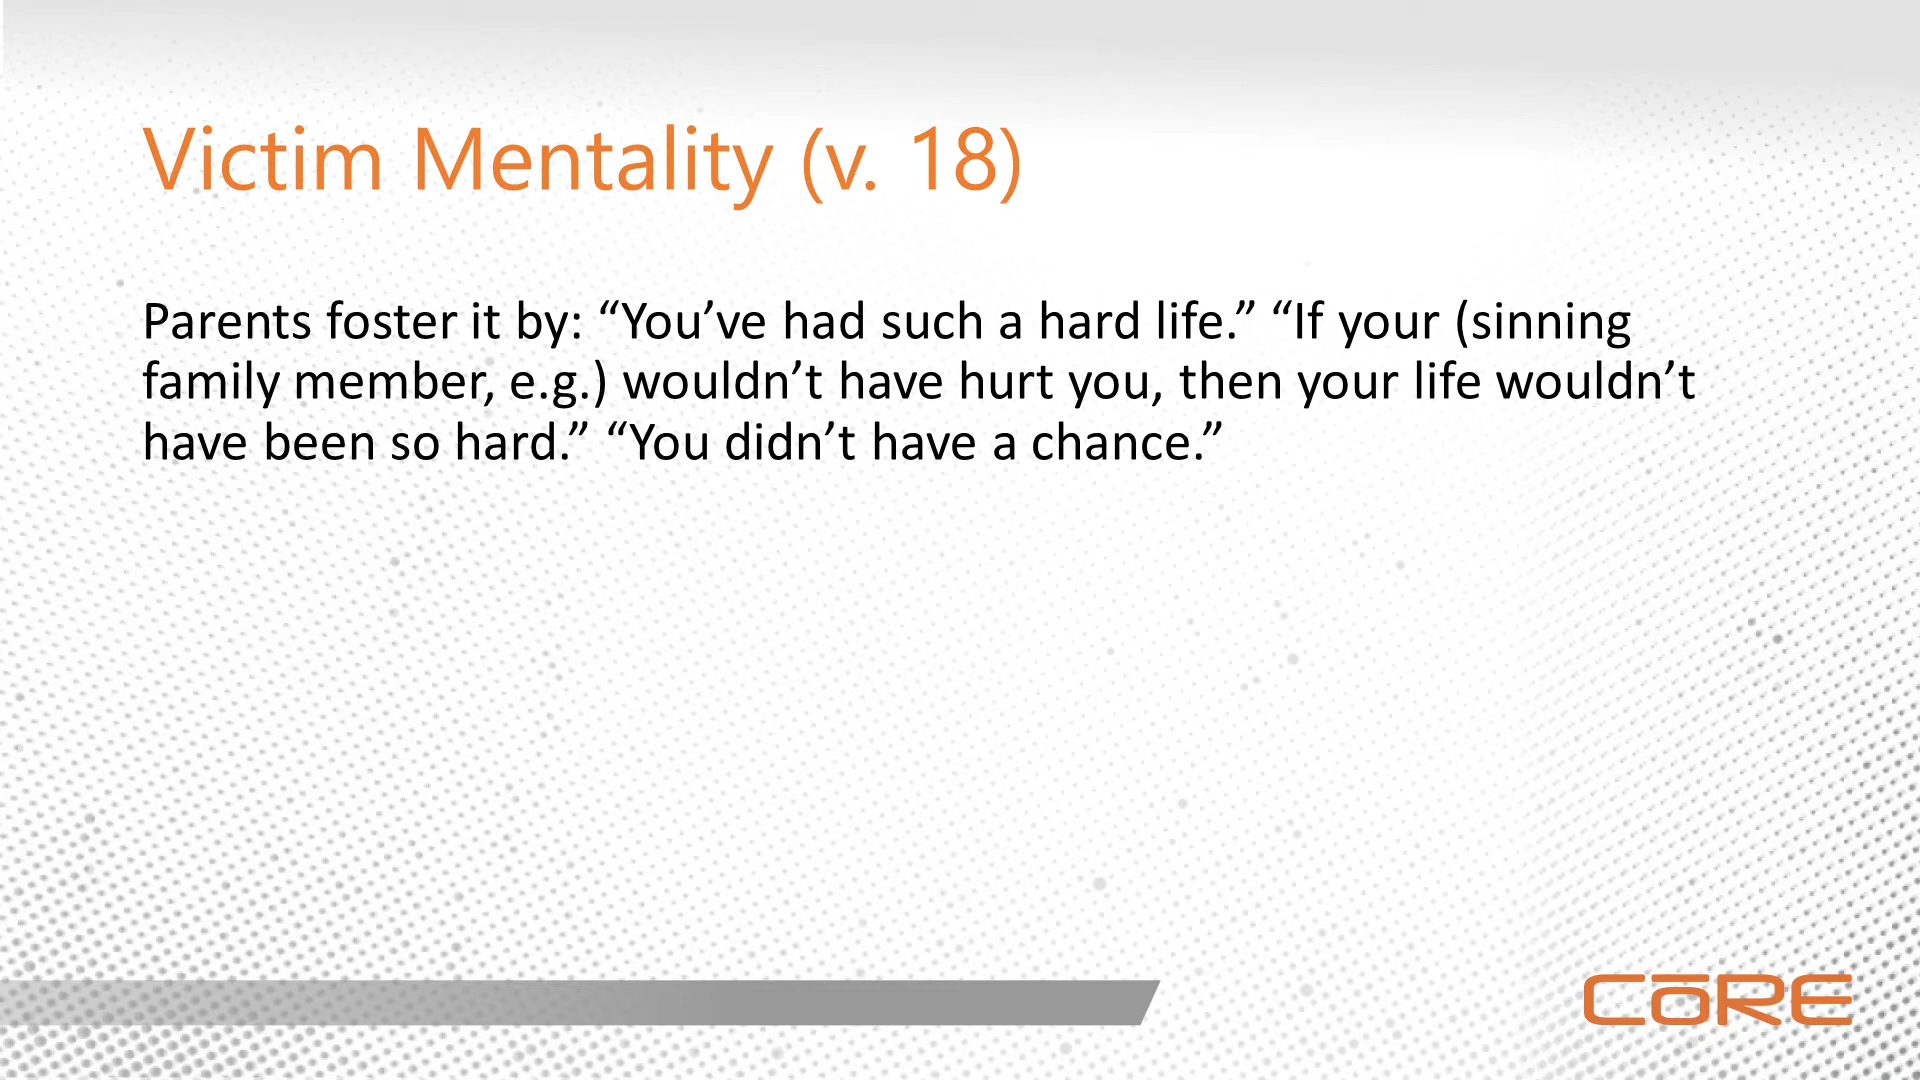 Victim Mentality (v. 18)
Parents foster it by: “You’ve had such a hard life.” “If your (sinning
family member, e.g.) wouldn’t have hurt you, then your life wouldn’t
have been so hard.” “You didn’t have a chance.”
CōRE